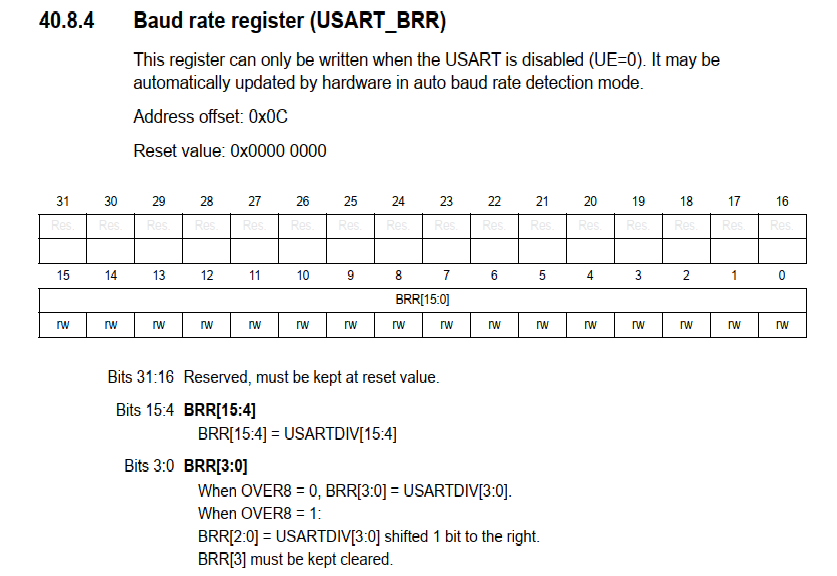 40.8.4 Baud rate register (USART_BRR)
This register can only be written when the USART is disabled (UE=0). It may be
automatically updated by hardware in auto baud rate detection mode.
Address offset: 0x0C
Reset value: 0x0000 0000
31 30 29 28 27 26 25 24 23 22 21 20 19 18 17 16
Res. Res. Res. Res. Res. Res. Res. Res. Res. Res. Res. Res. Res. Res. Res. Res.
15 14 13 12 11 10 9 8 7 6 5 4 3 2 1 0
BRR[15:0]
rw rw rw rw rw rw rw rw rw rw rw rw rw rw rw rw
Bits 31:16 Reserved, must be kept at reset value.
Bits 15:4 BRR[15:4]
BRR[15:4] = USARTDIV[15:4]
Bits 3:0 BRR[3:0]
When OVER8 = 0, BRR[3:0] = USARTDIV[3:0].
When OVER8 = 1:
BRR[2:0] = USARTDIV[3:0] shifted 1 bit to the right.
BRR[3] must be kept cleared.